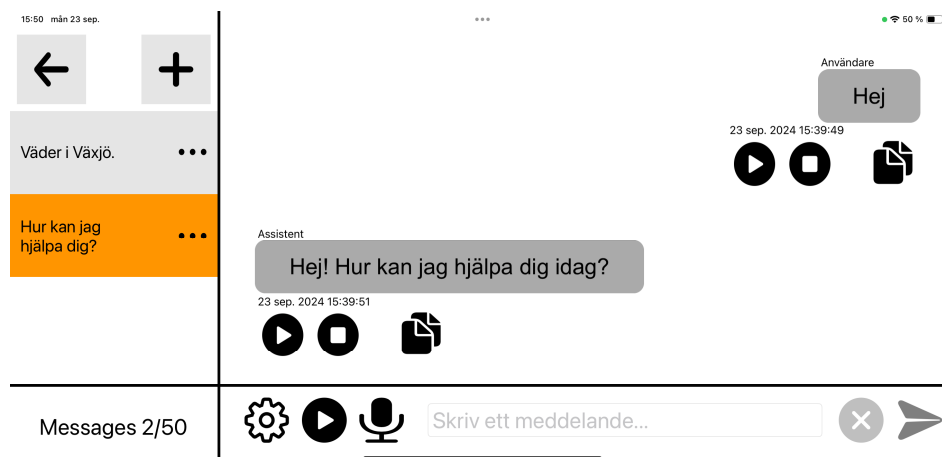 15:50 mån 23 sep.
50 %
Väder i Växjö.
Hur kan jag
hjälpa dig?
Användare
Hej
23 sep. 2024 15:39:49
Assistent
Hej! Hur kan jag hjälpa dig idag?
23 sep. 2024 15:39:51
Messages 2/50
Skriv ett meddelande...